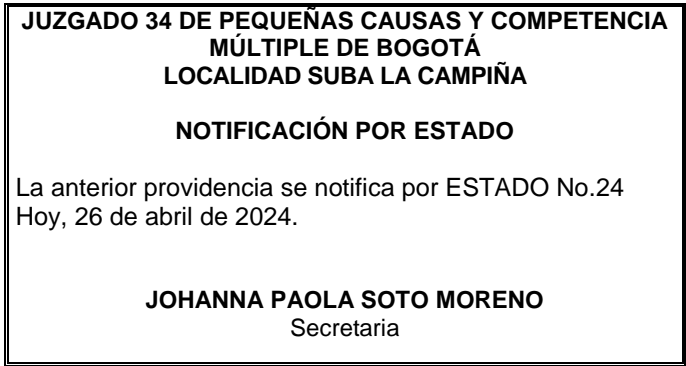 JUZGADO 34 DE PEQUEÑAS CAUSAS Y COMPETENCIA
MÚLTIPLE DE BOGOTÁ
LOCALIDAD SUBA LA CAMPIÑA
NOTIFICACIÓN POR ESTADO
La anterior providencia se notifica por ESTADO No.24
Hoy, 26 de abril de 2024.
JOHANNA PAOLA SOTO MORENO
Secretaria